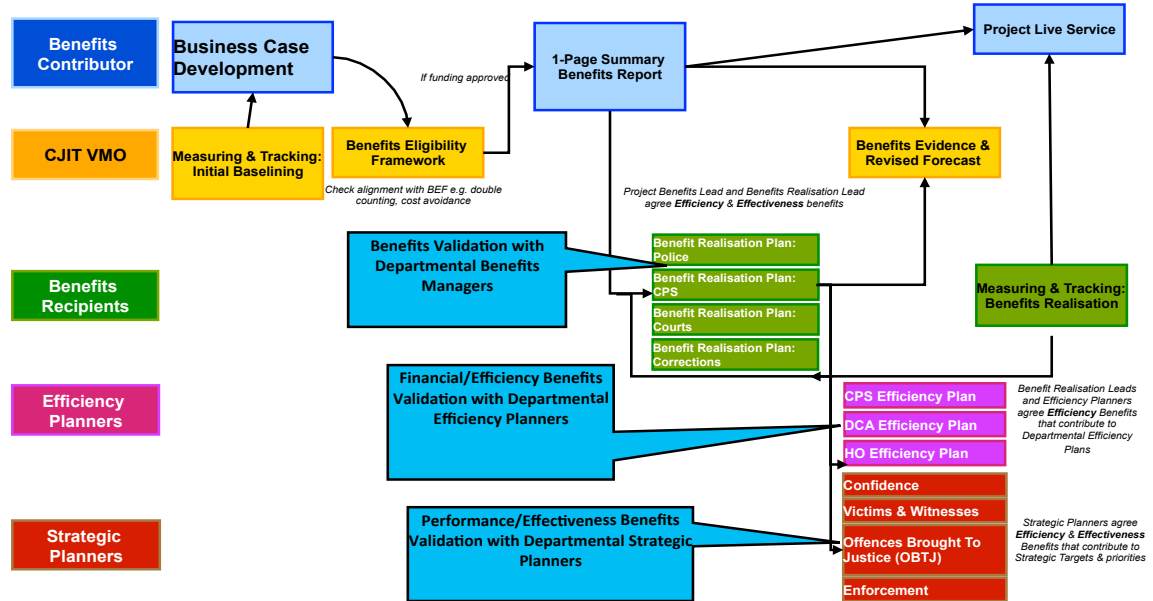 Benefits
Contributor
Business Case
Development
If funding approved
1-Page Summary
Benefits Report
Project Live Service
CJIT VMO
Measuring & Tracking:
Initial Baselining
Benefits Eligibility
Framework
Check alignment with BEF e.g. double
counting, cost avoidance
Benefits Evidence &
Revised Forecast
Project Benefits Lead and Benefits Realisation Lead
agree Efficiency & Effectiveness benefits
Benefits
Recipients
Benefits Validation with
Departmental Benefits
Managers
Benefit Realisation Plan:
Police
Benefit Realisation Plan:
CPS
Benefit Realisation Plan:
Courts
Benefit Realisation Plan:
Corrections
Measuring & Tracking:
Benefits Realisation
Efficiency
Planners
Financial/Efficiency Benefits
Validation with Departmental
Efficiency Planners
CPS Efficiency Plan
DCA Efficiency Plan
HO Efficiency Plan
Benefit Realisation Leads
and Efficiency Planners
agree Efficiency Benefits
that contribute to
Departmental Efficiency
Plans
Strategic
Planners
Performance/Effectiveness Benefits
Validation with Departmental Strategic
Planners
Confidence
Victims & Witnesses
Offences Brought To
Justice (OBTJ)
Enforcement
Strategic Planners agree
Efficiency & Effectiveness
Benefits that contribute to
Strategic Targets & priorities